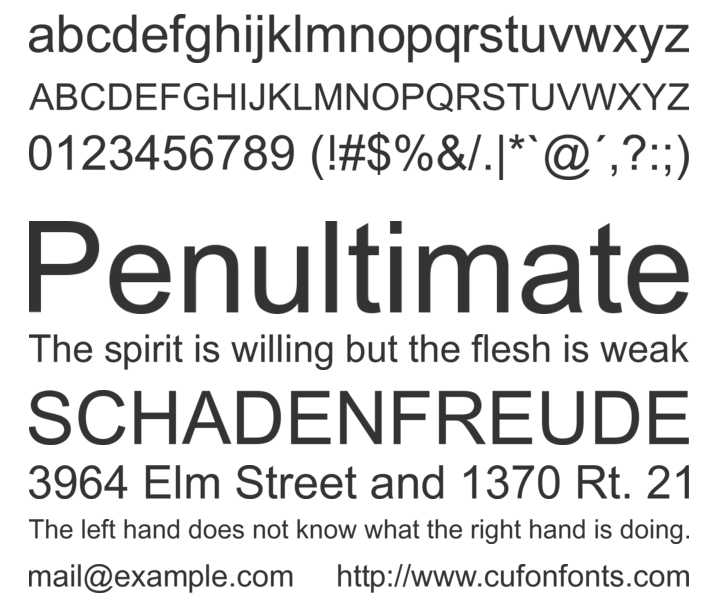 abcdefghijklmnopqrstuvwxyz
ABCDEFGHIJKLMNOPQRSTUVWXYZ
0123456789 (!#$%&/.|*`@´,?:;)
Penultimate
The spirit is willing but the flesh is weak
SCHADENFREUDE
3964 Elm Street and 1370 Rt. 21
The left hand does not know what the right hand is doing.
mail@example.com http://www.cufonfonts.com